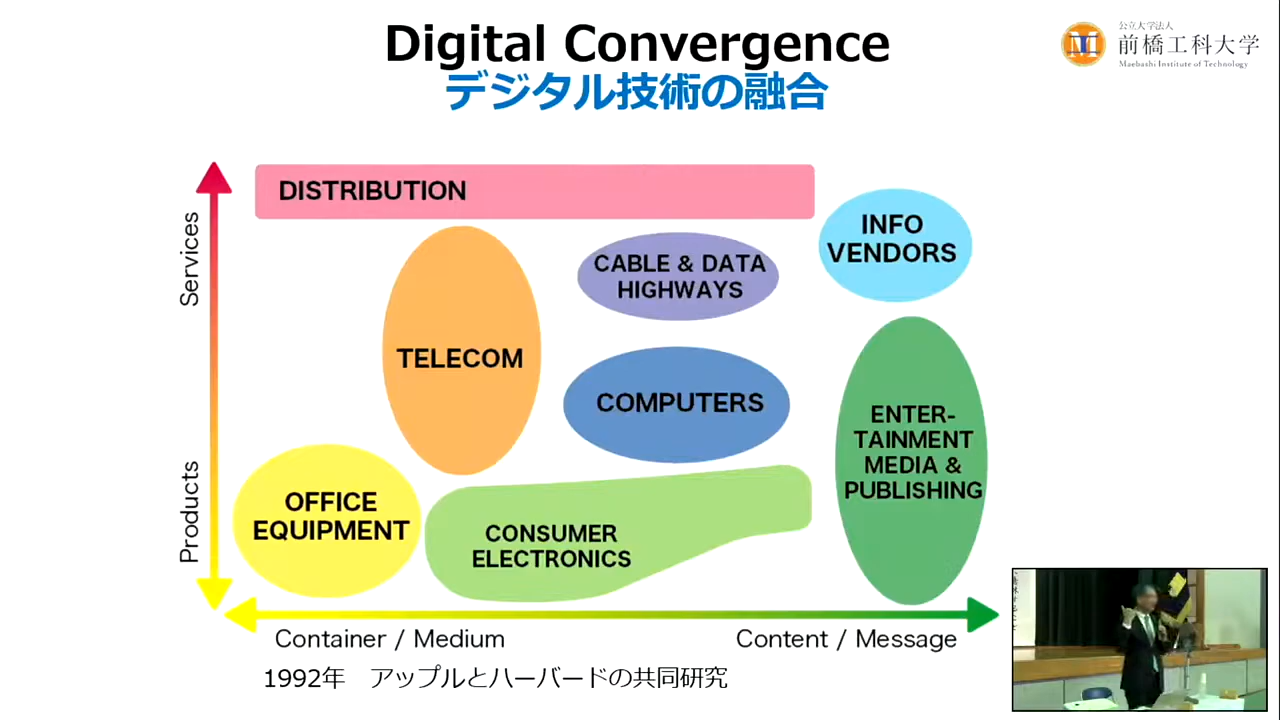 Digital Convergence
デジタル技術の融合
公立大学法人
前橋工科大学
Maebashi Institute of Technology
Services
Products
DISTRIBUTION
INFO
VENDORS
CABLE & DATA
HIGHWAYS
TELECOM
COMPUTERS
ENTER-
TAINMENT
MEDIA &
PUBLISHING
OFFICE
EQUIPMENT
CONSUMER
ELECTRONICS
Container / Medium
Content / Message
1992年 アップルとハーバードの共同研究